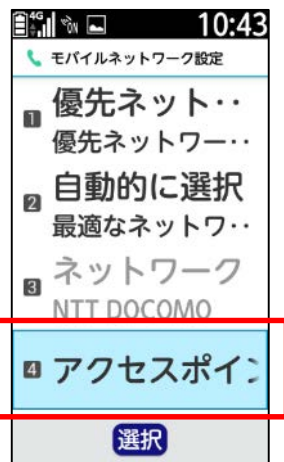 4G ON 10:43
モバイルネットワーク設定
1 優先ネット‥
優先ネットワー‥
2 自動的に選択
最適なネットワ‥
3 ネットワーク
NTT DOCOMO
4 アクセスポイン
選択